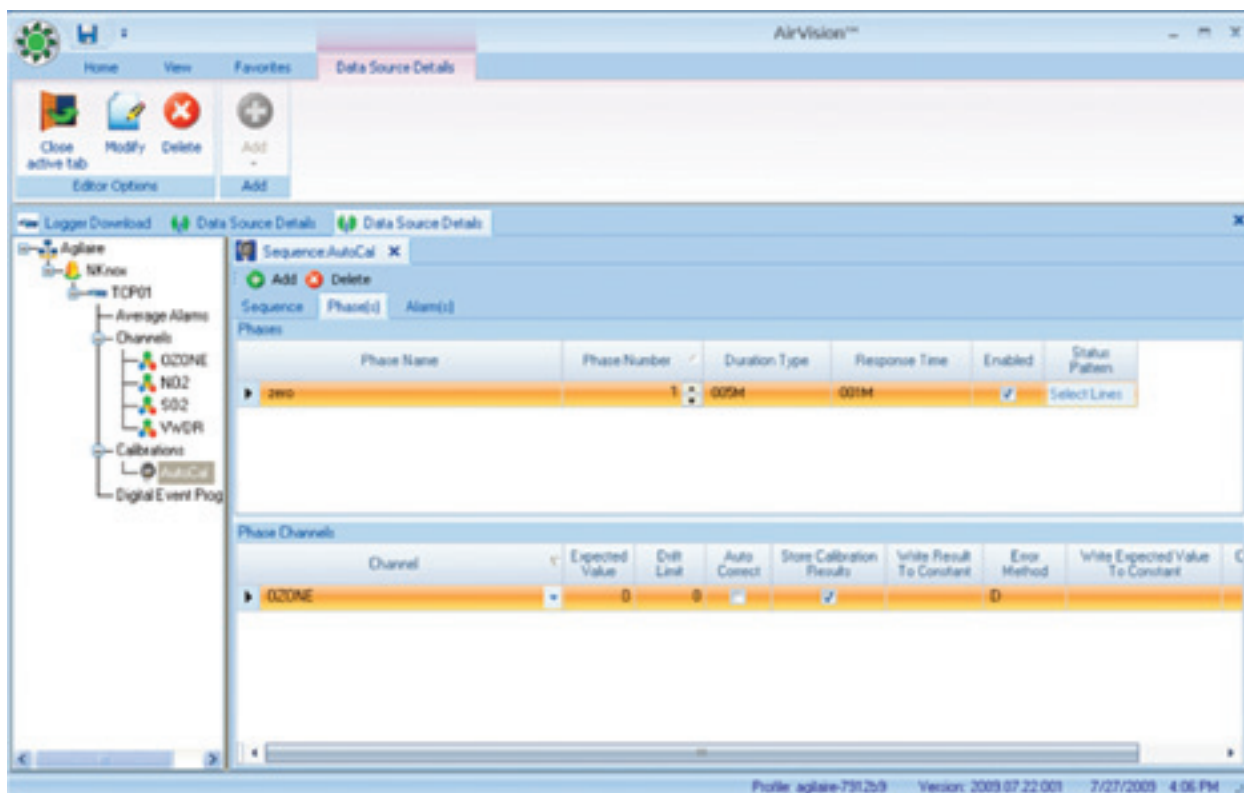 AirVision™
Home View Favorites Data Source Details
Close active tab
Modify
Delete
Add
Editor Options
Add
Logger Download Data Source Details Data Source Details
Agilaire
NKnox
TCP01
Average Alarms
Channels
OZONE
NO2
SO2
VWDR
Calibrations
AutoCal
Digital Event Prog
Sequence:AutoCal
Add Delete
Sequence Phase(s) Alarm(s)
Phases
Phase Name Phase Number Duration Type Response Time Enabled Status Pattern
zero 1 005M 001M Select Lines
Phase Channels
Channel Expected Value Drift Limit Auto Correct Store Calibration Results Write Result To Constant Error Method Write Expected Value To Constant C
OZONE 0 0 D
Profile: agilaire-7912b9 Version: 2009.07.22.001 7/27/2009 4:06 PM